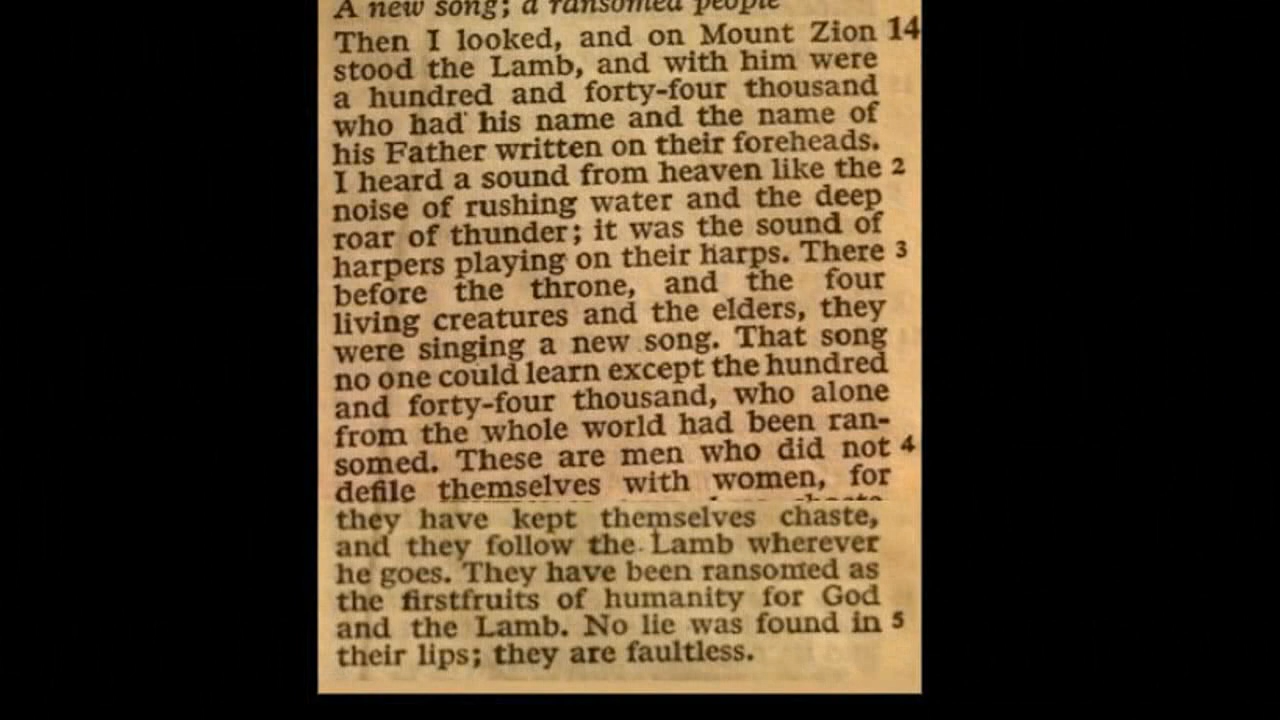 A new song; a ransomed people
Then I looked, and on Mount Zion 14
stood the Lamb, and with him were
a hundred and forty-four thousand
who had his name and the name of
his Father written on their foreheads.
I heard a sound from heaven like the 2
noise of rushing water and the deep
roar of thunder; it was the sound of
harpers playing on their harps. There 3
before the throne, and the four
living creatures and the elders, they
were singing a new song. That song
no one could learn except the hundred
and forty-four thousand, who alone
from the whole world had been ran-
somed. These are men who did not 4
defile themselves with women, for
they have kept themselves chaste,
and they follow the Lamb wherever
he goes. They have been ransomed as
the firstfruits of humanity for God
and the Lamb. No lie was found in 5
their lips; they are faultless.